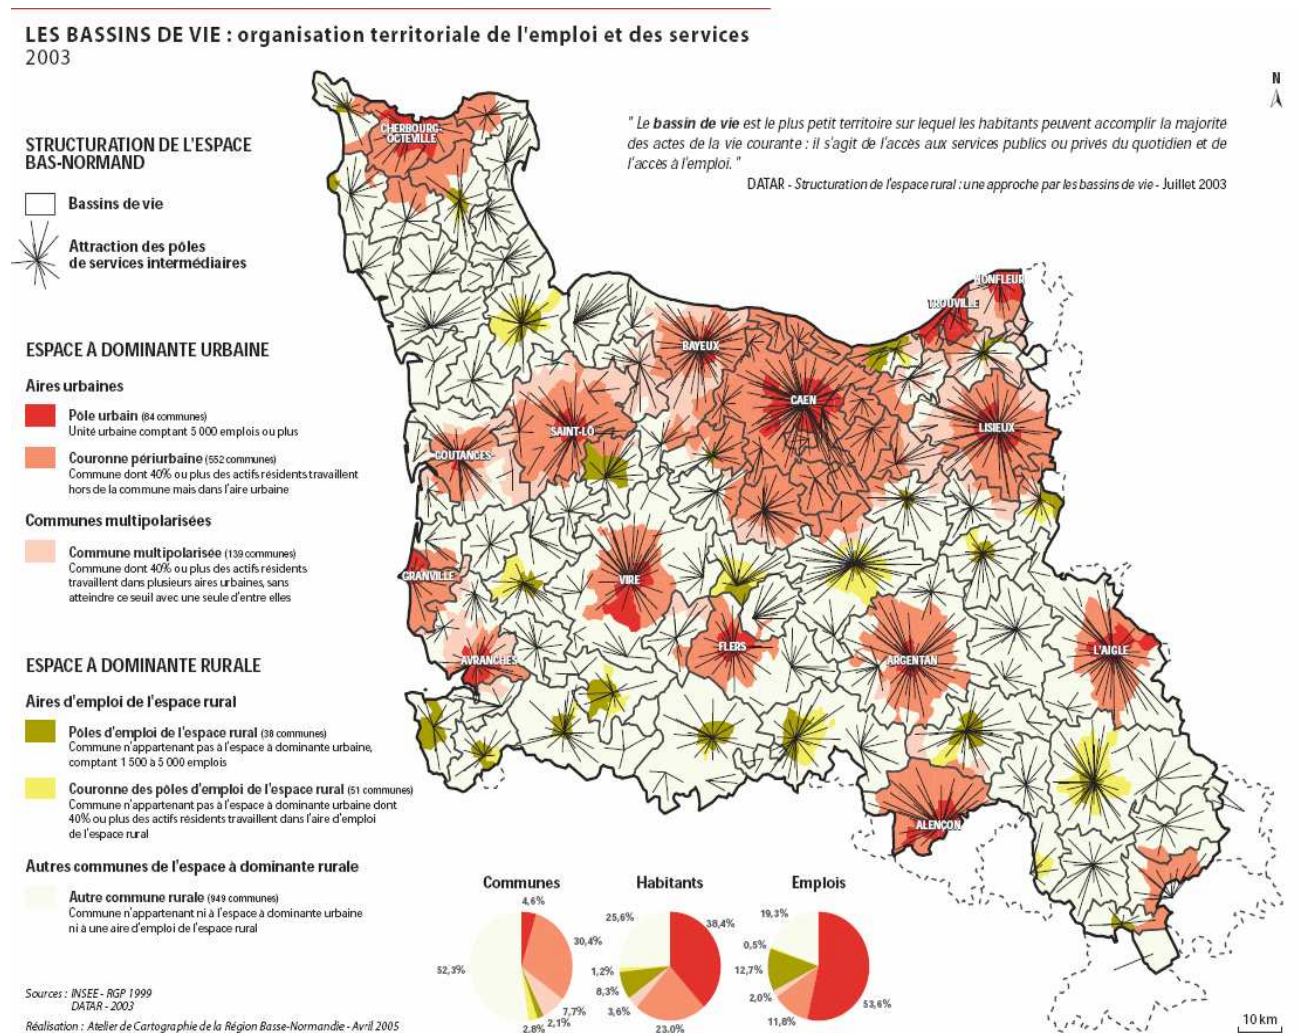 LES BASSINS DE VIE : organisation territoriale de l'emploi et des services
2003
N
" Le bassin de vie est le plus petit territoire sur lequel les habitants peuvent accomplir la majorité
des actes de la vie courante : il s'agit de l'accès aux services publics ou privés du quotidien et de
l'accès à l'emploi. "
DATAR - Structuration de l'espace rural : une approche par les bassins de vie - Juillet 2003
STRUCTURATION DE L'ESPACE
BAS-NORMAND
Bassins de vie
Attraction des pôles
de services intermédiaires
ESPACE À DOMINANTE URBAINE
Aires urbaines
Pôle urbain (84 communes)
Unité urbaine comptant 5 000 emplois ou plus
Couronne périurbaine (552 communes)
Commune dont 40% ou plus des actifs résidents travaillent
hors de la commune mais dans l'aire urbaine
Communes multipolarisées
Commune multipolarisée (139 communes)
Commune dont 40% ou plus des actifs résidents
travaillent dans plusieurs aires urbaines, sans
atteindre ce seuil avec une seule d'entre elles
ESPACE À DOMINANTE RURALE
Aires d'emploi de l'espace rural
Pôles d'emploi de l'espace rural (38 communes)
Commune n'appartenant pas à l'espace à dominante urbaine,
comptant 1 500 à 5 000 emplois
Couronne des pôles d'emploi de l'espace rural (51 communes)
Commune n'appartenant pas à l'espace à dominante urbaine dont
40% ou plus des actifs résidents travaillent dans l'aire d'emploi
de l'espace rural
Autres communes de l'espace à dominante rurale
Autre commune rurale (949 communes)
Commune n'appartenant ni à l'espace à dominante urbaine
ni à une aire d'emploi de l'espace rural
Sources : INSEE - RGP 1999
DATAR - 2003
Réalisation : Atelier de Cartographie de la Région Basse-Normandie - Avril 2005
CHERBOURG-
OCTEVILLE
HONFLEUR
TROUVILLE
BAYEUX
CAEN
LISIEUX
SAINT-LÔ
COUTANCES
GRANVILLE
VIRE
FLERS
AVRANCHES
ARGENTAN
L'AIGLE
ALENÇON
Communes
4,6%
30,4%
7,7%
2,1%
2,8%
52,3%
Habitants
38,4%
23,0%
3,6%
8,3%
1,2%
25,6%
Emplois
53,6%
11,8%
2,0%
12,7%
0,5%
19,3%
10 km